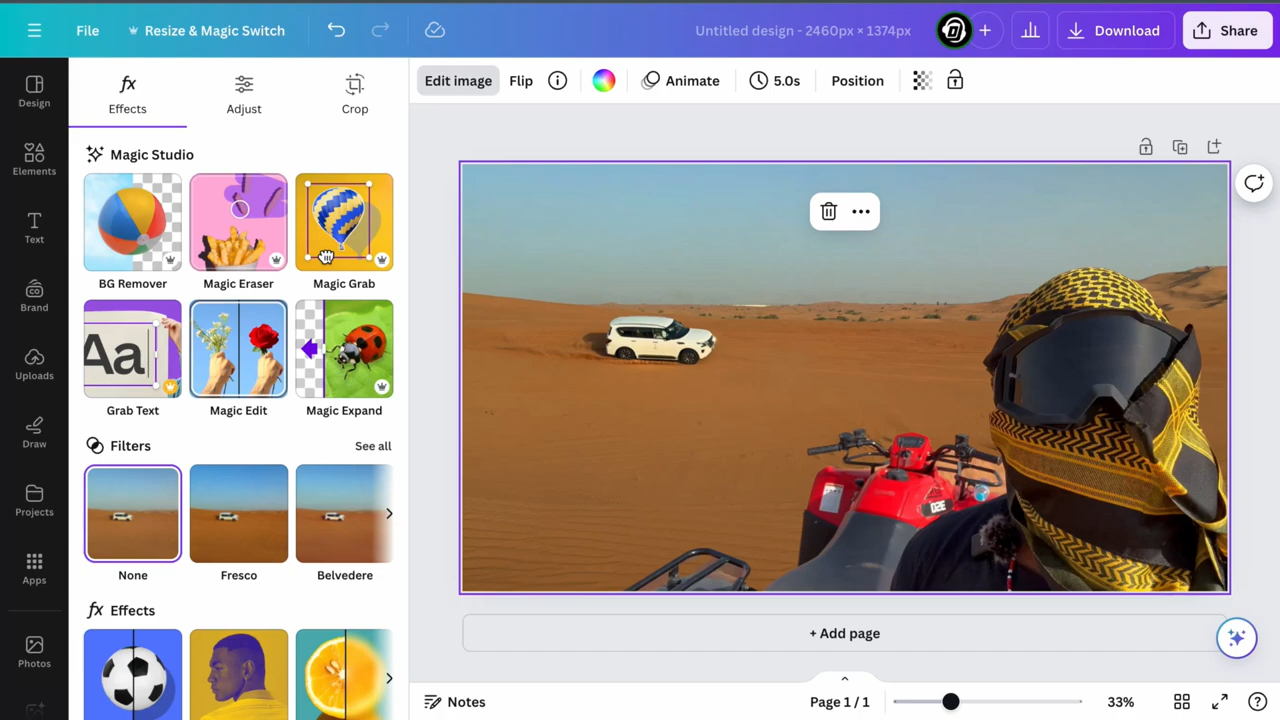 File
Resize & Magic Switch
Untitled design - 2460px × 1374px
Download
Share
Design
Elements
Text
Brand
Uploads
Draw
Projects
Apps
Photos
fx
Effects
Adjust
Crop
Magic Studio
BG Remover
Magic Eraser
Magic Grab
Aa
Grab Text
Magic Edit
Magic Expand
Filters
See all
None
Fresco
Belvedere
fx Effects
Edit image
Flip
Animate
5.0s
Position
+ Add page
Notes
Page 1 / 1
33%